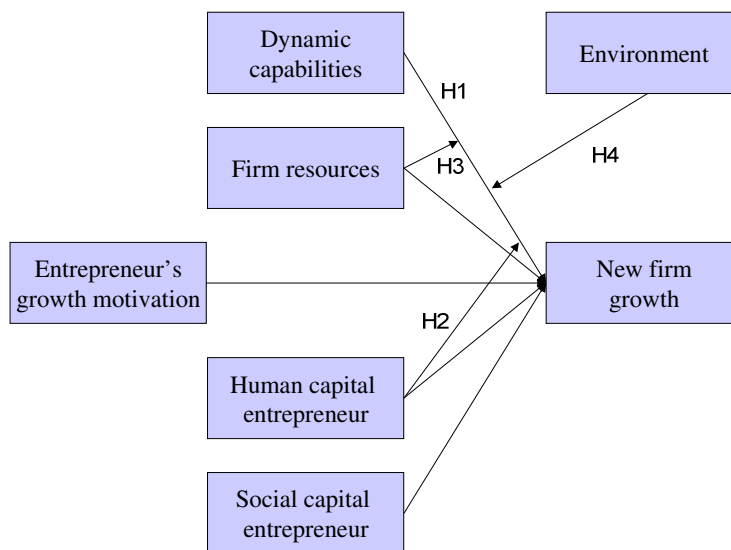 Dynamic
capabilities
Environment
H1
Firm resources
H3
H4
Entrepreneur’s
growth motivation
New firm
growth
H2
Human capital
entrepreneur
Social capital
entrepreneur